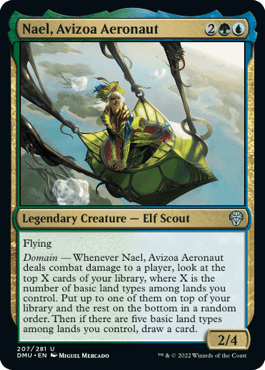 Nael, Avizoa Aeronaut 2
Legendary Creature — Elf Scout
Flying
Domain — Whenever Nael, Avizoa Aeronaut
deals combat damage to a player, look at the
top X cards of your library, where X is the
number of basic land types among lands you
control. Put up to one of them on top of your
library and the rest on the bottom in a random
order. Then if there are five basic land types
among lands you control, draw a card.
2/4
207/281 U
DMU • EN MIGUEL MERCADO
™ & © 2022 Wizards of the Coast